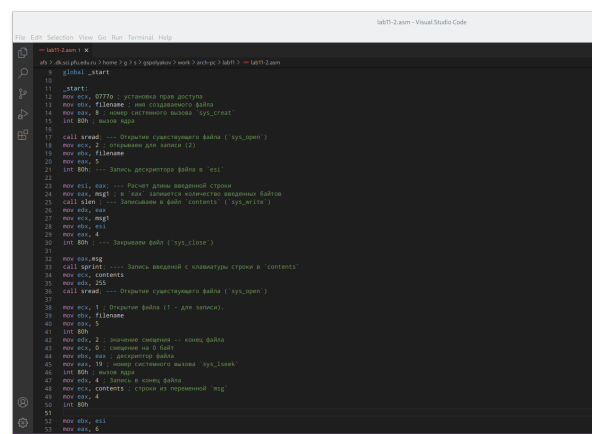 lab11-2.asm - Visual Studio Code
File Edit Selection View Go Run Terminal Help
lab11-2.asm 1 ×
afs > .dk.sci.pfu.edu.ru > home > g > s > gspolyakov > work > arch-pc > lab11 > lab11-2.asm
9 global _start
10
11 _start:
12 mov ecx, 0777o ; установка прав доступа
13 mov ebx, filename ; имя создаваемого файла
14 mov eax, 8 ; номер системного вызова `sys_creat`
15 int 80h ; вызов ядра
16
17 call sread; --- Открытие существующего файла (`sys_open`)
18 mov ecx, 2 ; открываем для записи (2)
19 mov ebx, filename
20 mov eax, 5
21 int 80h; --- Запись дескриптора файла в `esi`
22
23 mov esi, eax; --- Расчет длины введенной строки
24 mov eax, msg1 ; в `eax` запишется количество введенных байтов
25 call slen ; --- Записываем в файл `contents` (`sys_write`)
26 mov edx, eax
27 mov ecx, msg1
28 mov ebx, esi
29 mov eax, 4
30 int 80h ; --- Закрываем файл (`sys_close`)
31
32 mov eax,msg
33 call sprint; ---- Запись введеной с клавиатуры строки в `contents`
34 mov ecx, contents
35 mov edx, 255
36 call sread; --- Открытие существующего файла (`sys_open`)
37
38 mov ecx, 1 ; Открытие файла (1 - для записи).
39 mov ebx, filename
40 mov eax, 5
41 int 80h
42 mov edx, 2 ; значение смещения -- конец файла
43 mov ecx, 0 ; смещение на 0 байт
44 mov ebx, eax ; дескриптор файла
45 mov eax, 19 ; номер системного вызова `sys_lseek`
46 int 80h ; вызов ядра
47 mov edx, 4 ; Запись в конец файла
48 mov ecx, contents ; строки из переменной `msg`
49 mov eax, 4
50 int 80h
51
52 mov ebx, esi
53 mov eax, 6